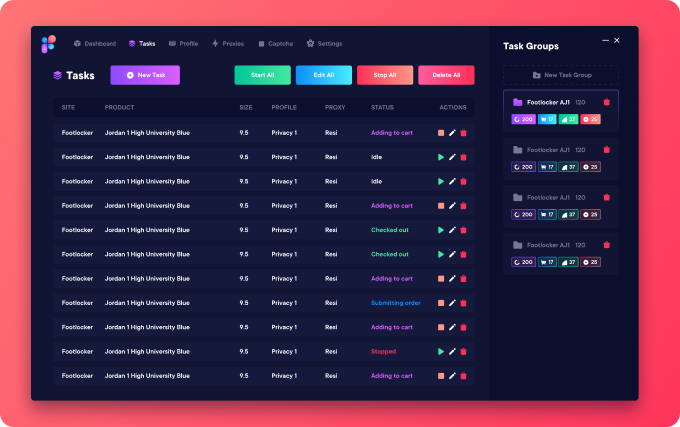 Dashboard Tasks Profile Proxies Captcha Settings
Tasks New Task Start All Edit All Stop All Delete All
SITE PRODUCT SIZE PROFILE PROXY STATUS ACTIONS
Footlocker Jordan 1 High University Blue 9.5 Privacy 1 Resi Adding to cart
Footlocker Jordan 1 High University Blue 9.5 Privacy 1 Resi Idle
Footlocker Jordan 1 High University Blue 9.5 Privacy 1 Resi Idle
Footlocker Jordan 1 High University Blue 9.5 Privacy 1 Resi Adding to cart
Footlocker Jordan 1 High University Blue 9.5 Privacy 1 Resi Checked out
Footlocker Jordan 1 High University Blue 9.5 Privacy 1 Resi Checked out
Footlocker Jordan 1 High University Blue 9.5 Privacy 1 Resi Adding to cart
Footlocker Jordan 1 High University Blue 9.5 Privacy 1 Resi Submitting order
Footlocker Jordan 1 High University Blue 9.5 Privacy 1 Resi Adding to cart
Footlocker Jordan 1 High University Blue 9.5 Privacy 1 Resi Stopped
Footlocker Jordan 1 High University Blue 9.5 Privacy 1 Resi Adding to cart
Task Groups
New Task Group
Footlocker AJ1 120
200 17 37 25
Footlocker AJ1 120
200 17 37 25
Footlocker AJ1 120
200 17 37 25
Footlocker AJ1 120
200 17 37 25